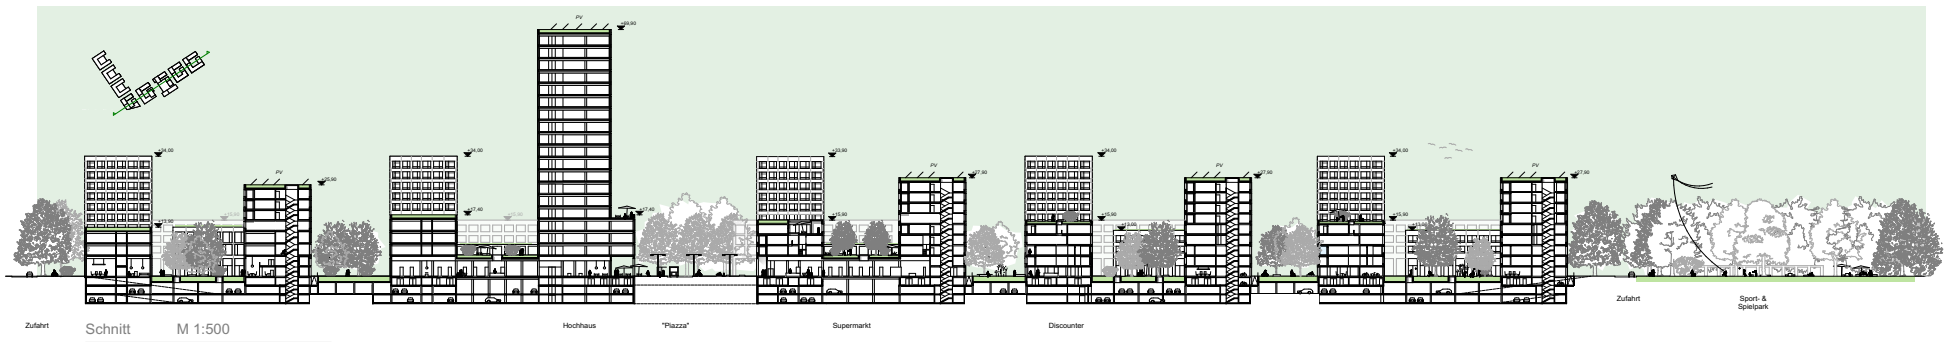 PV
+69,90
+34,00
+34,00
+33,90
+34,00
+34,00
PV
PV
PV
PV
+25,90
+27,90
+27,90
+27,90
+17,40
+17,40
+13,90
+15,90
+15,90
+15,90
Zufahrt
Sport- &
Spielpark
Zufahrt
Schnitt M 1:500
Hochhaus
"Piazza"
Supermarkt
Discounter